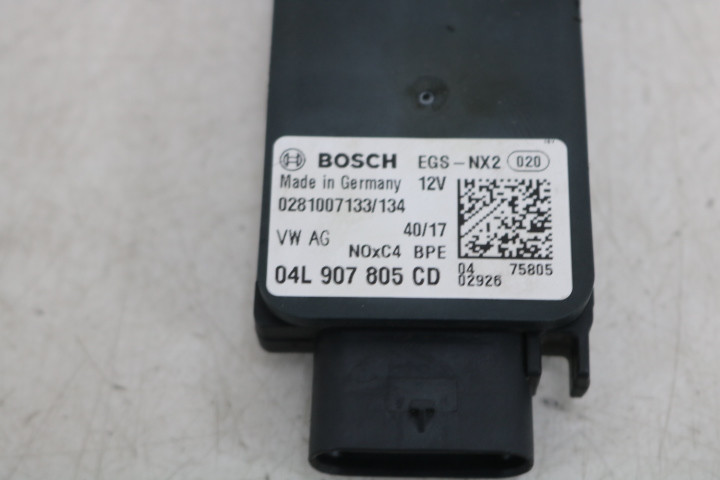 BOSCH EGS-NX2 020
Made in Germany 12V
0281007133/134
VW AG 40/17
NOxC4 BPE
04L 907 805 CD
04 75805
02926